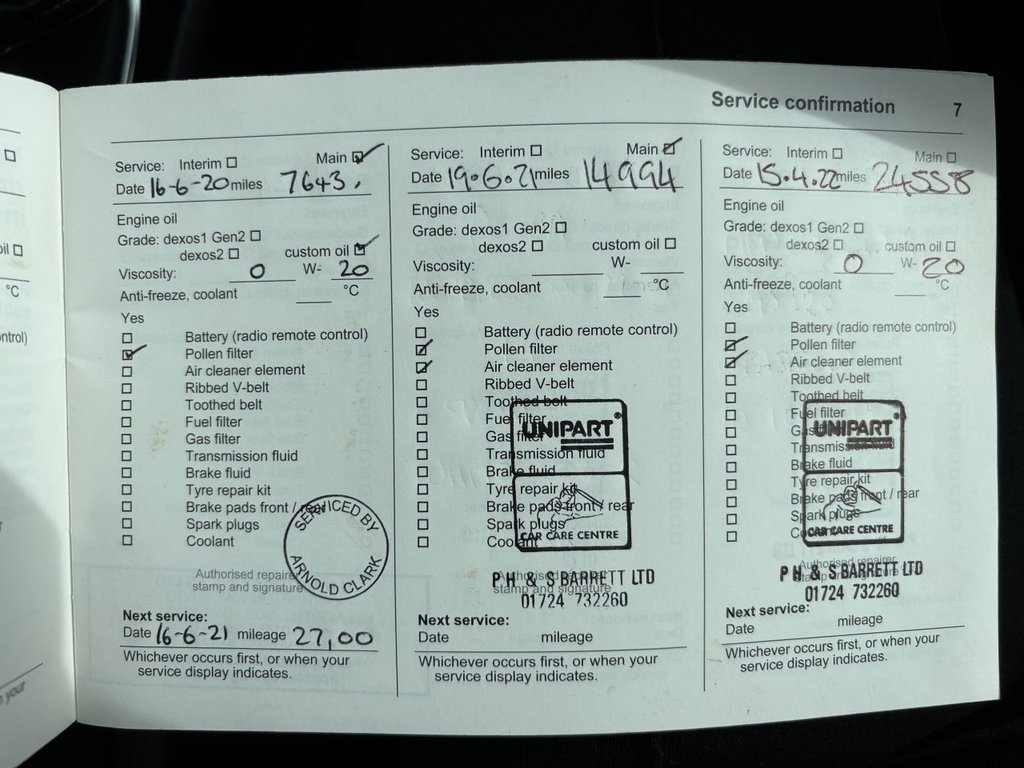 Service confirmation 7
Service: Interim Main
Date 16-6-20 miles 7643.
Engine oil
Grade: dexos1 Gen2
dexos2 custom oil
Viscosity: 0 W- 20
Anti-freeze, coolant °C
Yes
Battery (radio remote control)
Pollen filter
Air cleaner element
Ribbed V-belt
Toothed belt
Fuel filter
Gas filter
Transmission fluid
Brake fluid
Tyre repair kit
Brake pads front / rear
Spark plugs
Coolant
SERVICED BY
ARNOLD CLARK
Authorised repairer
stamp and signature
Next service:
Date 16-6-21 mileage 27,00
Whichever occurs first, or when your
service display indicates.
Service: Interim Main
Date 19.6.21 miles 14994
Engine oil
Grade: dexos1 Gen2
dexos2 custom oil
Viscosity: W-
Anti-freeze, coolant °C
Yes
Battery (radio remote control)
Pollen filter
Air cleaner element
Ribbed V-belt
Toothed belt
Fuel filter
Gas filter
Transmission fluid
Brake fluid
Tyre repair kit
Brake pads front / rear
Spark plugs
Coolant
UNIPART®
CAR CARE CENTRE
stamp and signature
P H & S BARRETT LTD
01724 732260
Next service:
Date mileage
Whichever occurs first, or when your
service display indicates.
Service: Interim Main
Date 15.4.22 miles 24558
Engine oil
Grade: dexos1 Gen2
dexos2 custom oil
Viscosity: 0 W- 20
Anti-freeze, coolant °C
Yes
Battery (radio remote control)
Pollen filter
Air cleaner element
Ribbed V-belt
Toothed belt
Fuel filter
Gas
Transmission fluid
Brake fluid
Tyre repair kit
Brake pads front / rear
Spark plugs
Coolant
UNIPART®
CAR CARE CENTRE
P H & S BARRETT LTD
01724 732260
Next service:
Date mileage
Whichever occurs first, or when your
service display indicates.
°C